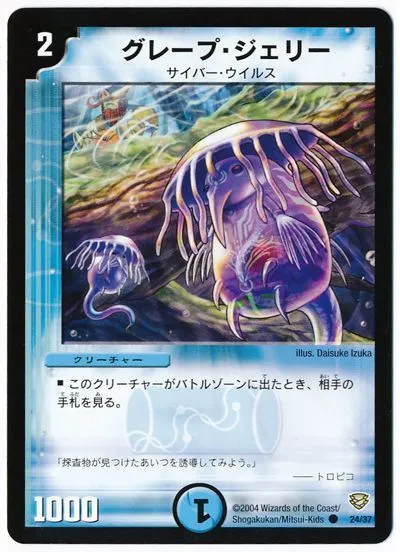 2
グレープ・ジェリー
サイバー・ウイルス
illus. Daisuke Izuka
クリーチャー
■このクリーチャーがバトルゾーンに出たとき、相手の
手札を見る。
「探査物が見つけたあいつを誘導してみよう。」
——トロピコ
1000
1
©2004 Wizards of the Coast/
Shogakukan/Mitsui-Kids ● 24/37